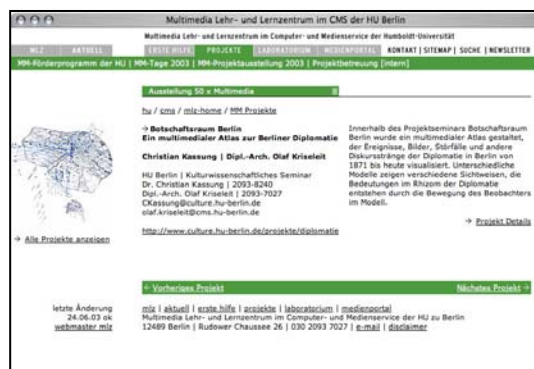 Multimedia Lehr- und Lernzentrum im CMS der HU Berlin
Multimedia Lehr- und Lernzentrum im Computer- und Medienservice der Humboldt-Universität
MLZ | AKTUELL | ERSTE HILFE | PROJEKTE | LABORATORIUM | MEDIENPORTAL KONTAKT | SITEMAP | SUCHE | NEWSLETTER
MM-Förderprogramm der HU | MM-Tage 2003 | MM-Projektausstellung 2003 | Projektbetreuung [intern]
Ausstellung 50 x Multimedia
hu / cms / mlz-home / MM Projekte
→ Botschaftsraum Berlin
Ein multimedialer Atlas zur Berliner Diplomatie
Christian Kassung | Dipl.-Arch. Olaf Kriseleit
HU Berlin | Kulturwissenschaftliches Seminar
Dr. Christian Kassung | 2093-8240
Dipl.-Arch. Olaf Kriseleit | 2093-7027
CKassung@culture.hu-berlin.de
olaf.kriseleit@cms.hu-berlin.de
http://www.culture.hu-berlin.de/projekte/diplomatie
Innerhalb des Projektseminars Botschaftsraum
Berlin wurde ein multimedialer Atlas gestaltet,
der Ereignisse, Bilder, Störfälle und andere
Diskursstränge der Diplomatie in Berlin von
1871 bis heute visualisiert. Unterschiedliche
Modelle zeigen verschiedene Sichtweisen, die
Bedeutungen im Rhizom der Diplomatie
entstehen durch die Bewegung des Beobachters
im Modell.
→ Projekt Details
→ Alle Projekte anzeigen
← Vorheriges Projekt
Nächstes Projekt →
letzte Änderung
24.06.03 ok
webmaster mlz
mlz | aktuell | erste hilfe | projekte | laboratorium | medienportal
Multimedia Lehr- und Lernzentrum im Computer- und Medienservice der HU zu Berlin
12489 Berlin | Rudower Chaussee 26 | 030 2093 7027 | e-mail | disclaimer